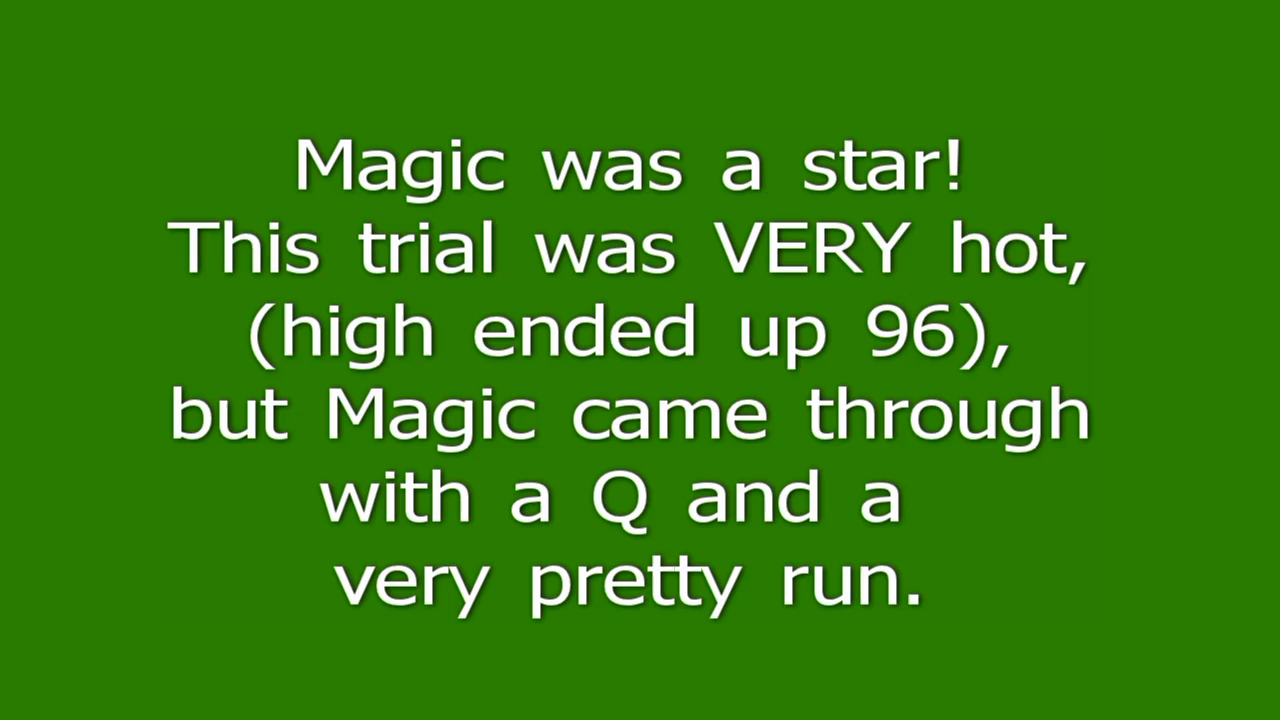 Magic was a star!
This trial was VERY hot,
(high ended up 96),
but Magic came through
with a Q and a
very pretty run.